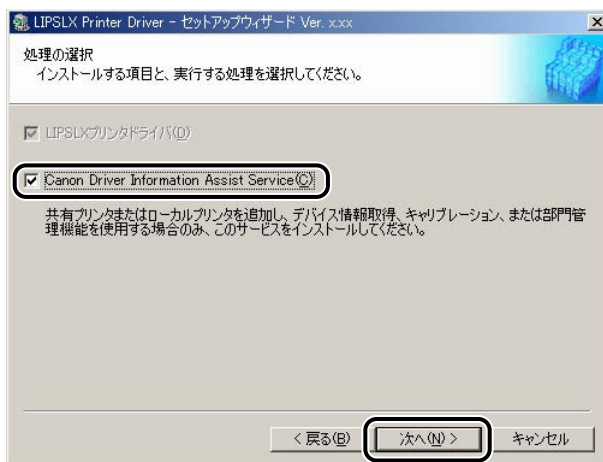 LIPSLX Printer Driver - セットアップウィザード Ver. x.xx
処理の選択
インストールする項目と、実行する処理を選択してください。
LIPSLXプリンタドライバ(D)
Canon Driver Information Assist Service(C)
共有プリンタまたはローカルプリンタを追加し、デバイス情報取得、キャリブレーション、または部門管
理機能を使用する場合のみ、このサービスをインストールしてください。
< 戻る(B)
次へ(N) >
キャンセル